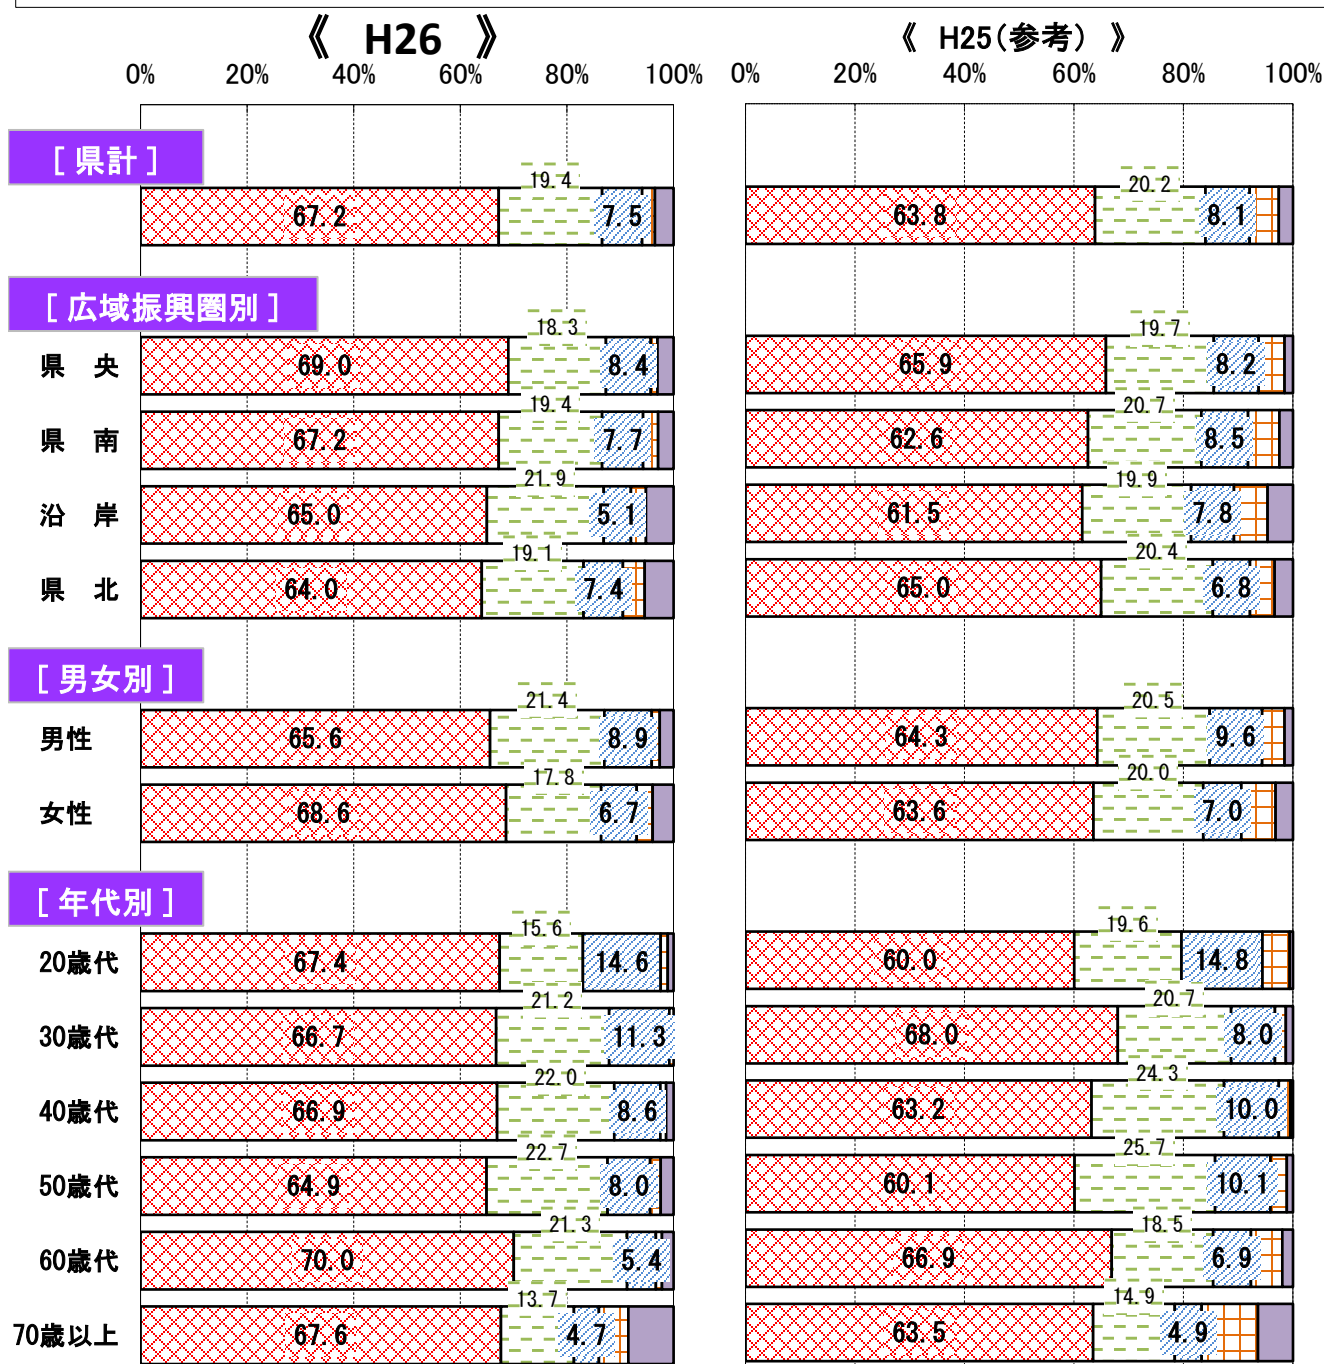 《 H26 》 《 H25(参考) 》
0% 20% 40% 60% 80% 100% 0% 20% 40% 60% 80% 100%
[ 県計 ]
19.4 20.2
67.2 7.5 63.8 8.1
[ 広域振興圏別 ]
18.3 19.7
県 央 69.0 8.4 65.9 8.2
19.4 20.7
県 南 67.2 7.7 62.6 8.5
21.9 19.9
沿 岸 65.0 5.1 61.5 7.8
19.1 20.4
県 北 64.0 7.4 65.0 6.8
[ 男女別 ]
21.4 20.5
男性 65.6 8.9 64.3 9.6
17.8 20.0
女性 68.6 6.7 63.6 7.0
[ 年代別 ]
15.6 19.6
20歳代 67.4 14.6 60.0 14.8
21.2 20.7
30歳代 66.7 11.3 68.0 8.0
22.0 24.3
40歳代 66.9 8.6 63.2 10.0
22.7 25.7
50歳代 64.9 8.0 60.1 10.1
21.3 18.5
60歳代 70.0 5.4 66.9 6.9
13.7 14.9
70歳以上 67.6 4.7 63.5 4.9